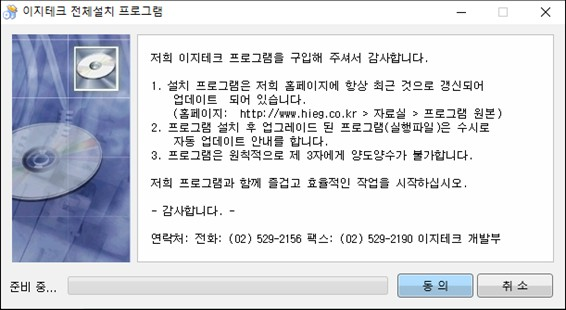 이지테크 전체설치 프로그램
저희 이지테크 프로그램을 구입해 주셔서 감사합니다.
1. 설치 프로그램은 저희 홈페이지에 항상 최근 것으로 갱신되어
업데이트 되어 있습니다.
(홈페이지: http://www.hieg.co.kr > 자료실 > 프로그램 원본)
2. 프로그램 설치 후 업그레이드 된 프로그램(실행파일)은 수시로
자동 업데이트 안내를 합니다.
3. 프로그램은 원칙적으로 제 3자에게 양도양수가 불가합니다.
저희 프로그램과 함께 즐겁고 효율적인 작업을 시작하십시오.
- 감사합니다. -
연락처: 전화: (02) 529-2156 팩스: (02) 529-2190 이지테크 개발부
준비 중...
동 의
취 소